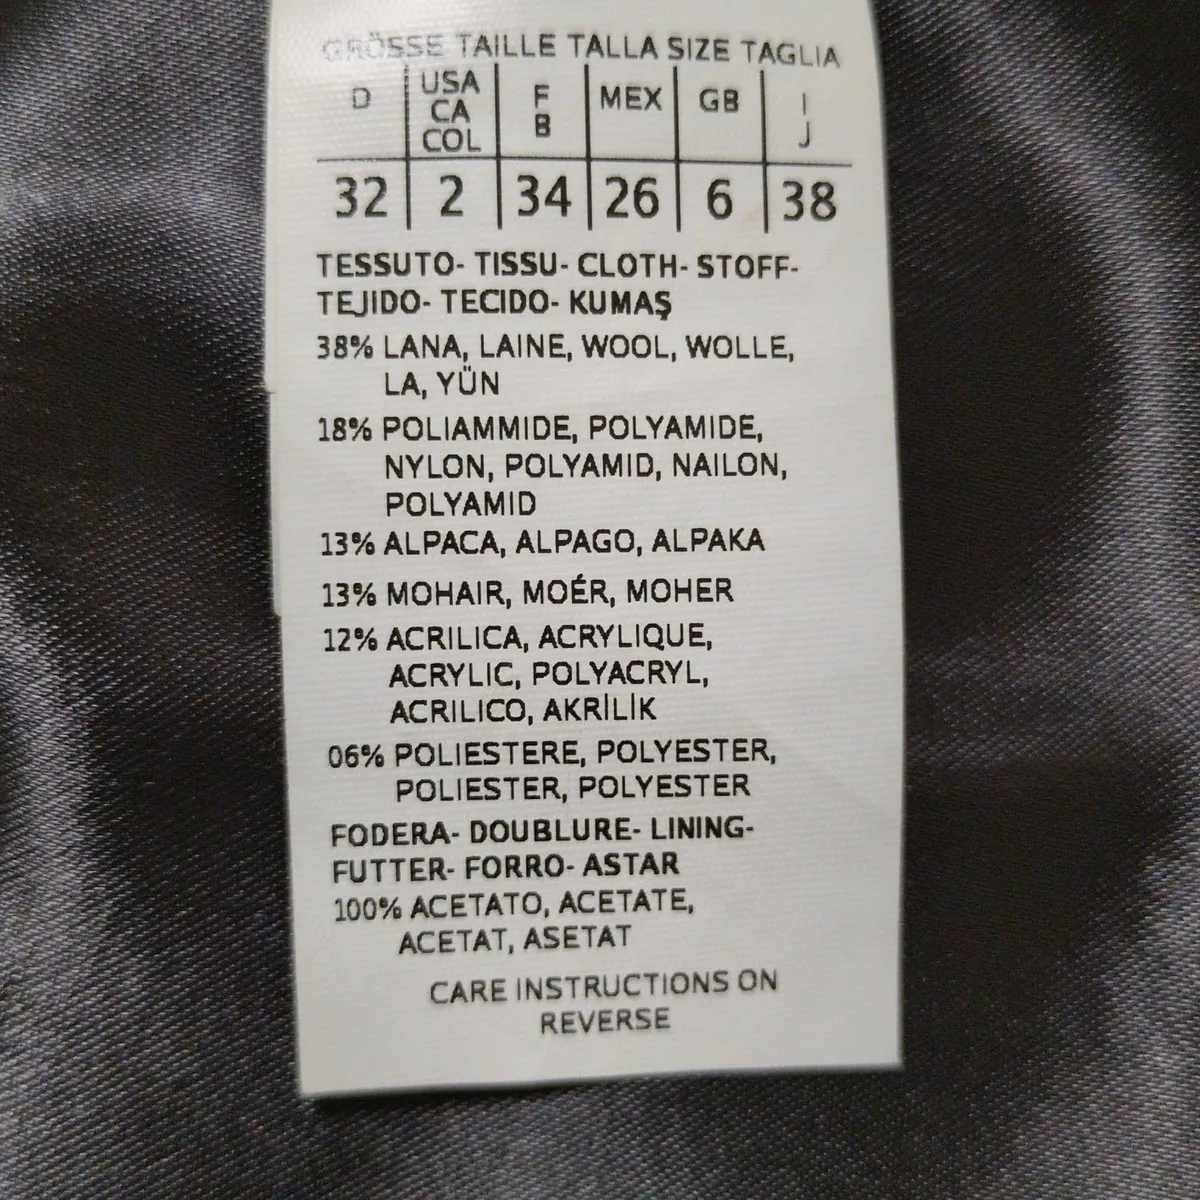 GRÖSSE TAILLE TALLA SIZE TAGLIA
D | USA CA COL | F B | MEX | GB | I J
32 | 2 | 34 | 26 | 6 | 38
TESSUTO- TISSU- CLOTH- STOFF-
TEJIDO- TECIDO- KUMAŞ
38% LANA, LAINE, WOOL, WOLLE,
LA, YÜN
18% POLIAMMIDE, POLYAMIDE,
NYLON, POLYAMID, NAILON,
POLYAMID
13% ALPACA, ALPAGO, ALPAKA
13% MOHAIR, MOÉR, MOHER
12% ACRILICA, ACRYLIQUE,
ACRYLIC, POLYACRYL,
ACRILICO, AKRİLİK
06% POLIESTERE, POLYESTER,
POLIESTER, POLYESTER
FODERA- DOUBLURE- LINING-
FUTTER- FORRO- ASTAR
100% ACETATO, ACETATE,
ACETAT, ASETAT
CARE INSTRUCTIONS ON
REVERSE